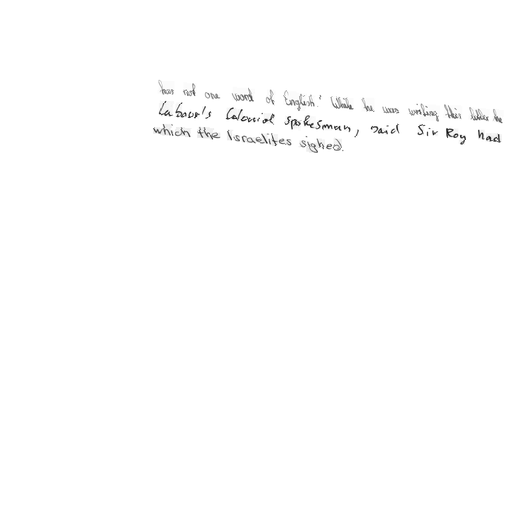 has not one word of English.' While he was writing this letter he
Labour's Colonial spokesman, said Sir Roy had
which the Israelites sighed.